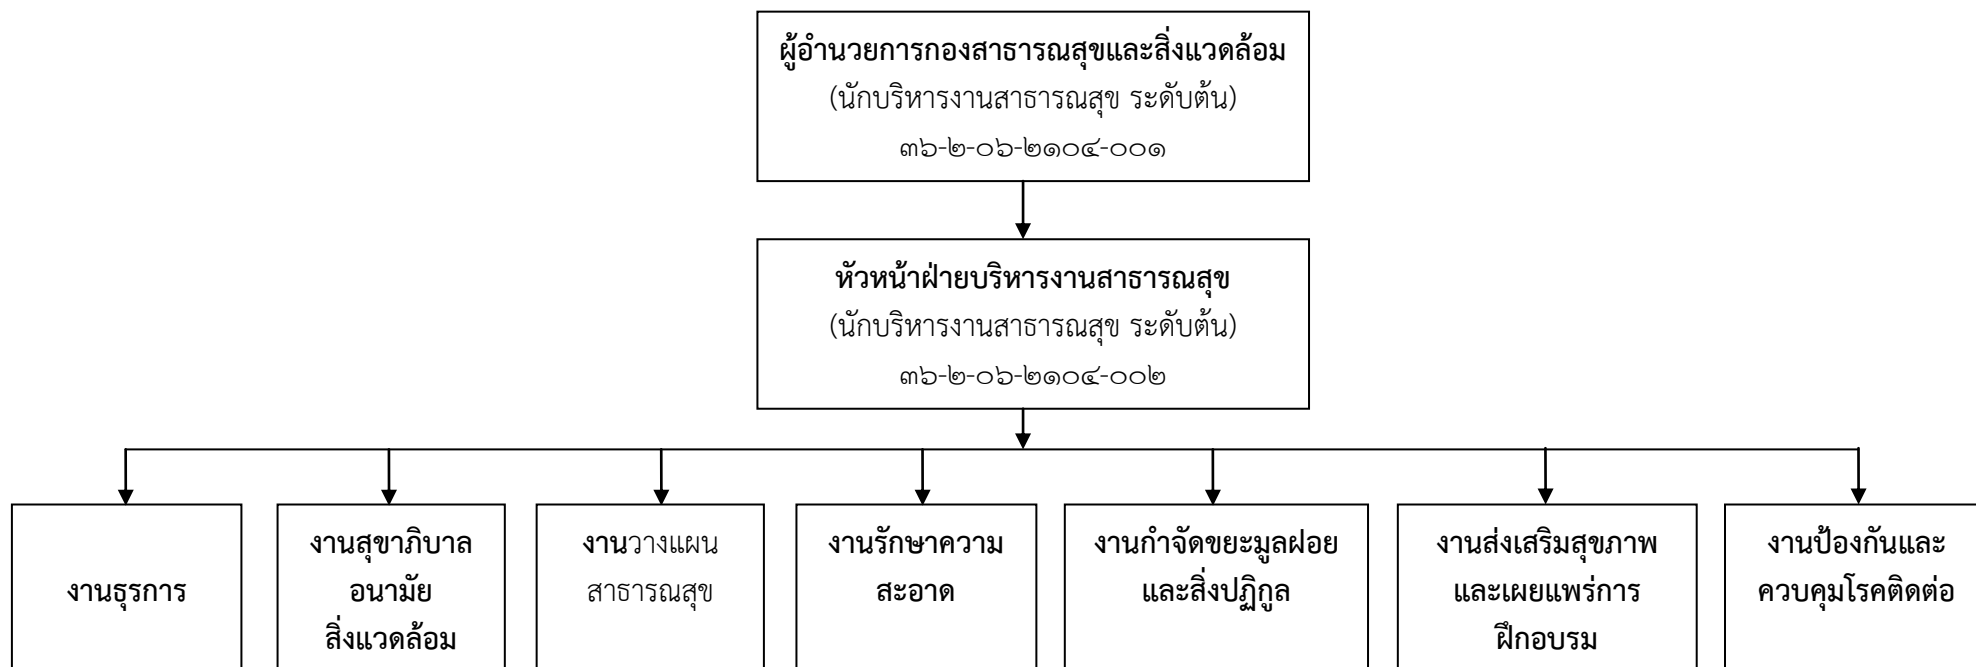 ผู้อำนวยการกองสาธารณสุขและสิ่งแวดล้อม
(นักบริหารงานสาธารณสุข ระดับต้น)
๓๖-๒-๐๖-๒๑๐๔-๐๐๑
หัวหน้าฝ่ายบริหารงานสาธารณสุข
(นักบริหารงานสาธารณสุข ระดับต้น)
๓๖-๒-๐๖-๒๑๐๔-๐๐๒
งานธุรการ
งานสุขาภิบาล
อนามัย
สิ่งแวดล้อม
งานวางแผน
สาธารณสุข
งานรักษาความ
สะอาด
งานกำจัดขยะมูลฝอย
และสิ่งปฏิกูล
งานส่งเสริมสุขภาพ
และเผยแพร่การ
ฝึกอบรม
งานป้องกันและ
ควบคุมโรคติดต่อ